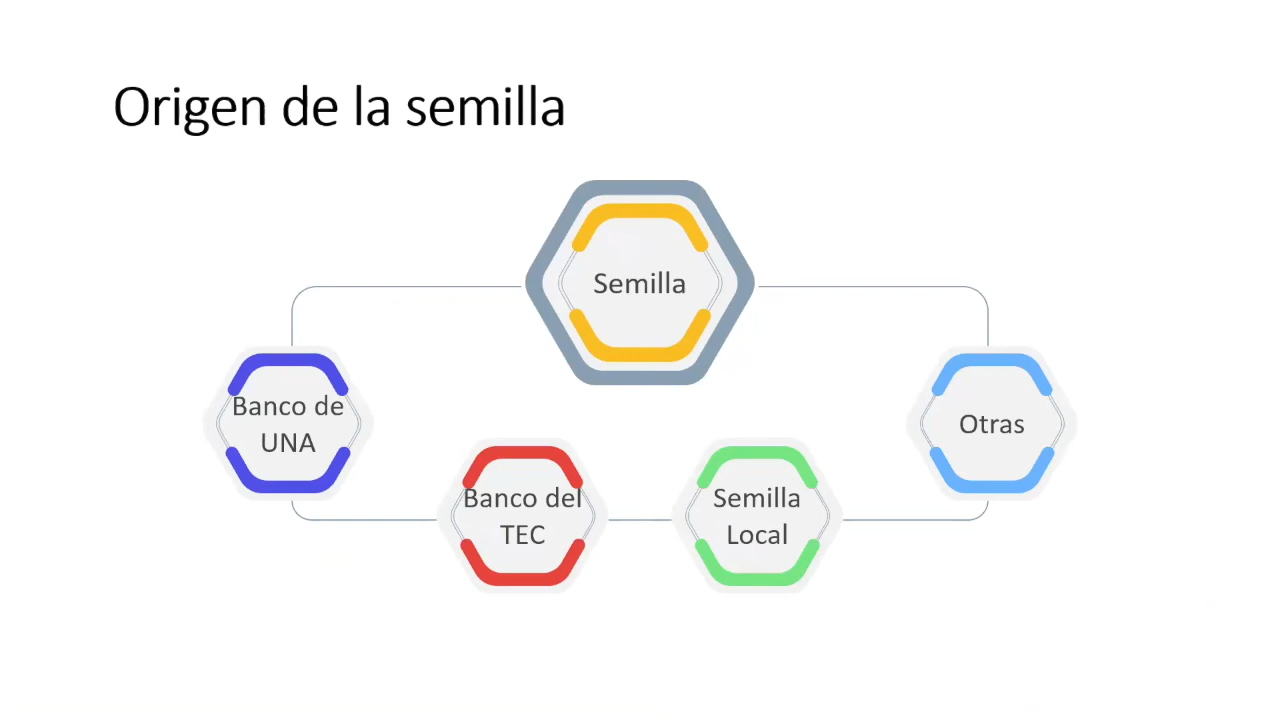 Origen de la semilla
Semilla
Banco de
UNA
Banco del
TEC
Semilla
Local
Otras